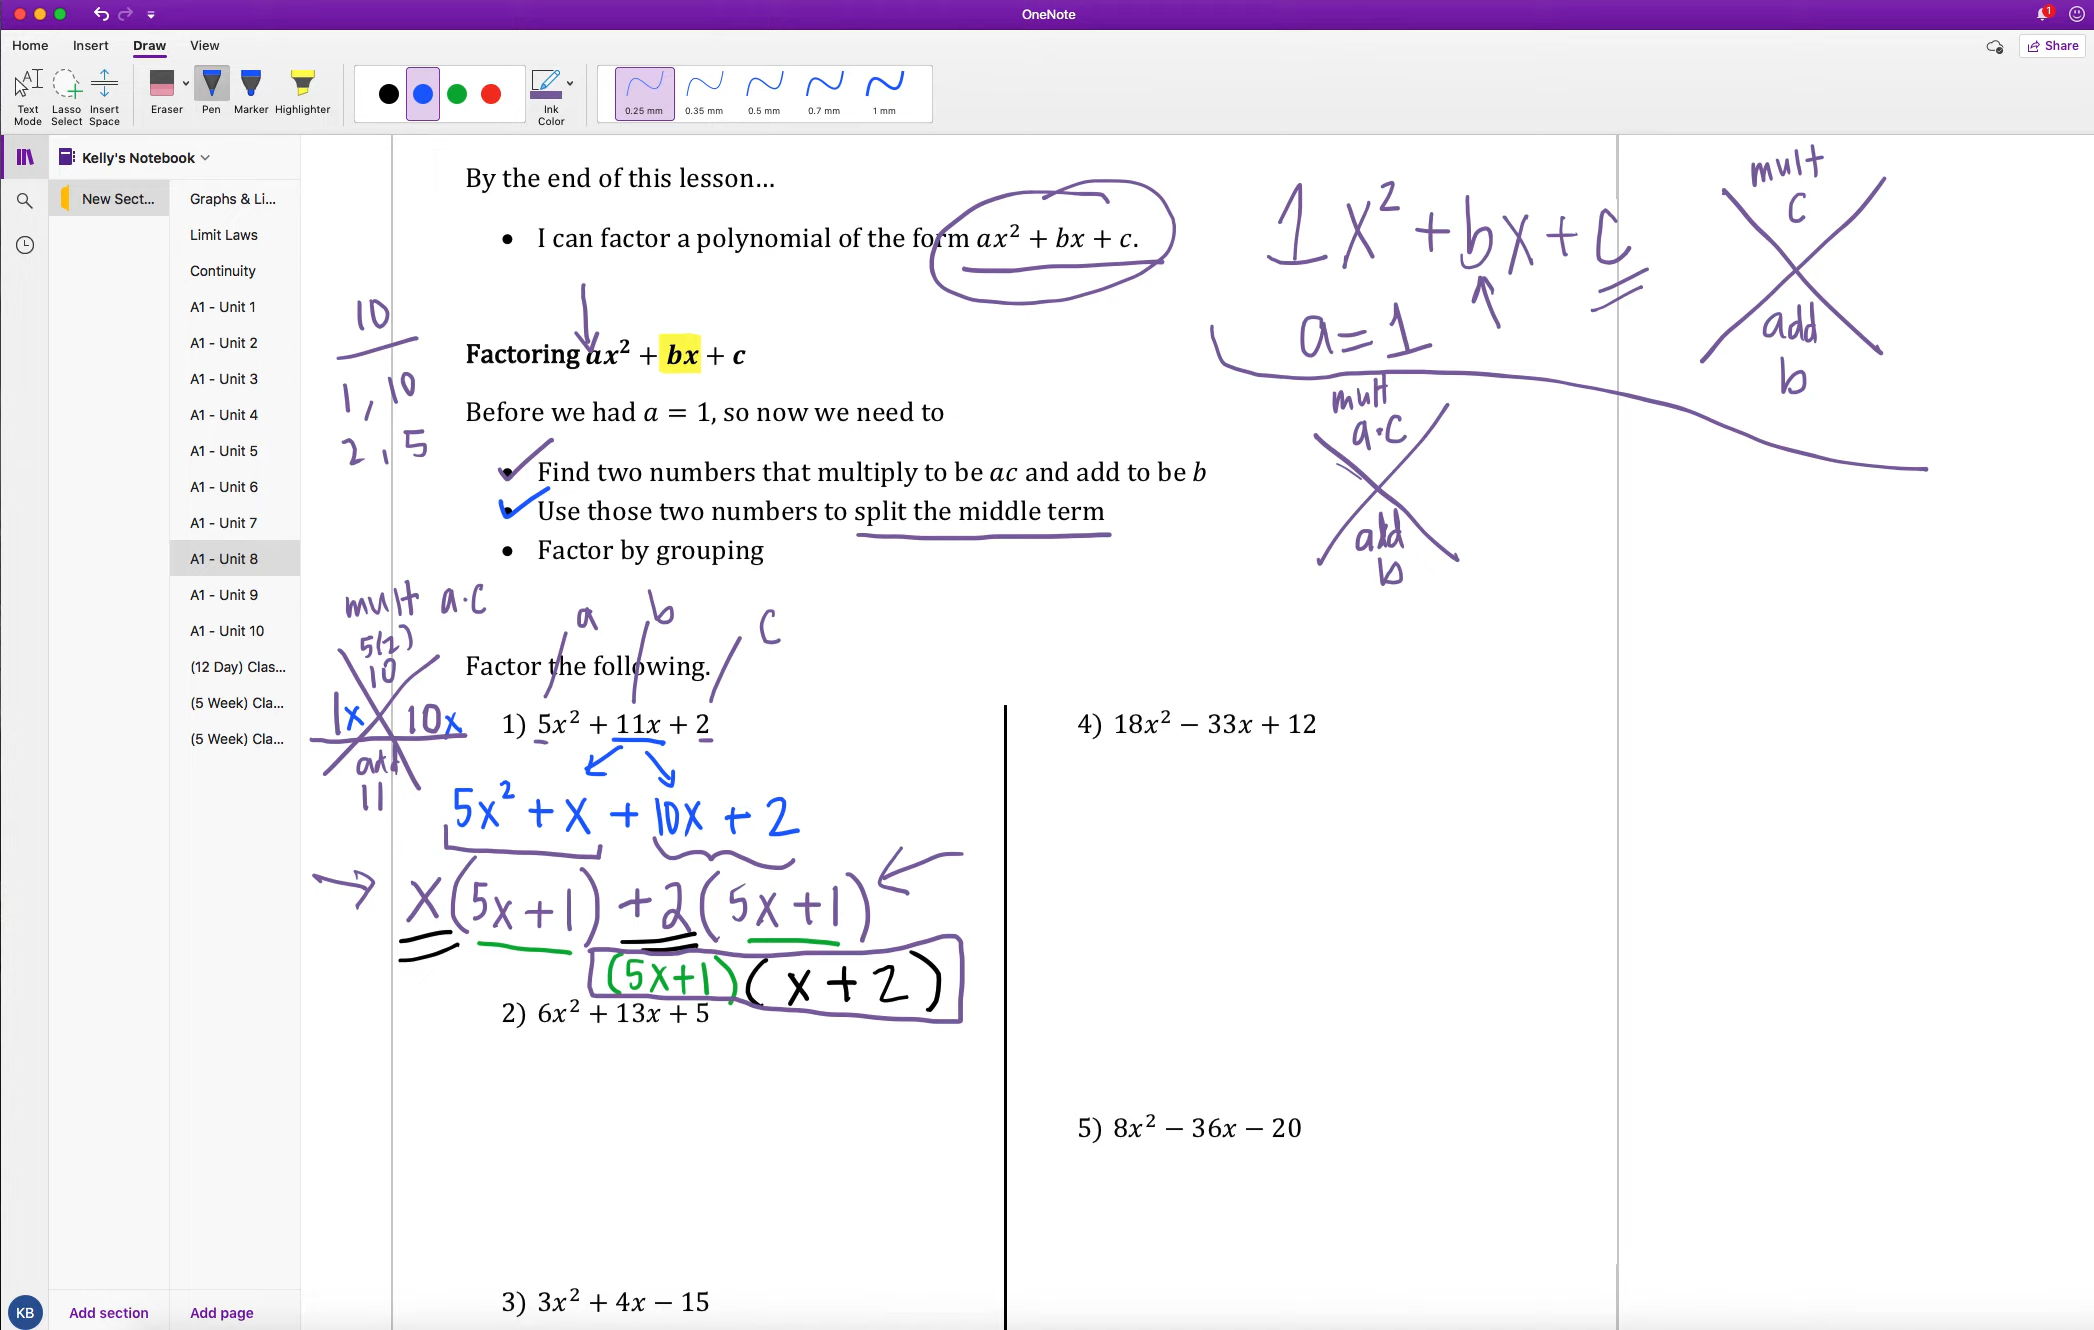 OneNote
1
Home Insert Draw View
Share
Text Mode
Lasso Select
Insert Space
Eraser
Pen
Marker
Highlighter
Ink Color
0.25 mm
0.35 mm
0.5 mm
0.7 mm
1 mm
Kelly's Notebook
New Sect...
Graphs & Li...
Limit Laws
Continuity
A1 - Unit 1
A1 - Unit 2
A1 - Unit 3
A1 - Unit 4
A1 - Unit 5
A1 - Unit 6
A1 - Unit 7
A1 - Unit 8
A1 - Unit 9
A1 - Unit 10
(12 Day) Clas...
(5 Week) Cla...
(5 Week) Cla...
KB
Add section
Add page
By the end of this lesson...
• I can factor a polynomial of the form ax² + bx + c.
1x² + bx + c
a = 1
mult
c
add
b
10
1, 10
2, 5
Factoring ax² + bx + c
Before we had a = 1, so now we need to
• Find two numbers that multiply to be ac and add to be b
• Use those two numbers to split the middle term
• Factor by grouping
mult
a·c
add
b
mult a·c
5(2)
10
1x 10x
add
11
a b c
Factor the following.
1) 5x² + 11x + 2
5x² + x + 10x + 2
x(5x+1) +2(5x+1)
(5x+1)(x+2)
2) 6x² + 13x + 5
3) 3x² + 4x − 15
4) 18x² − 33x + 12
5) 8x² − 36x − 20